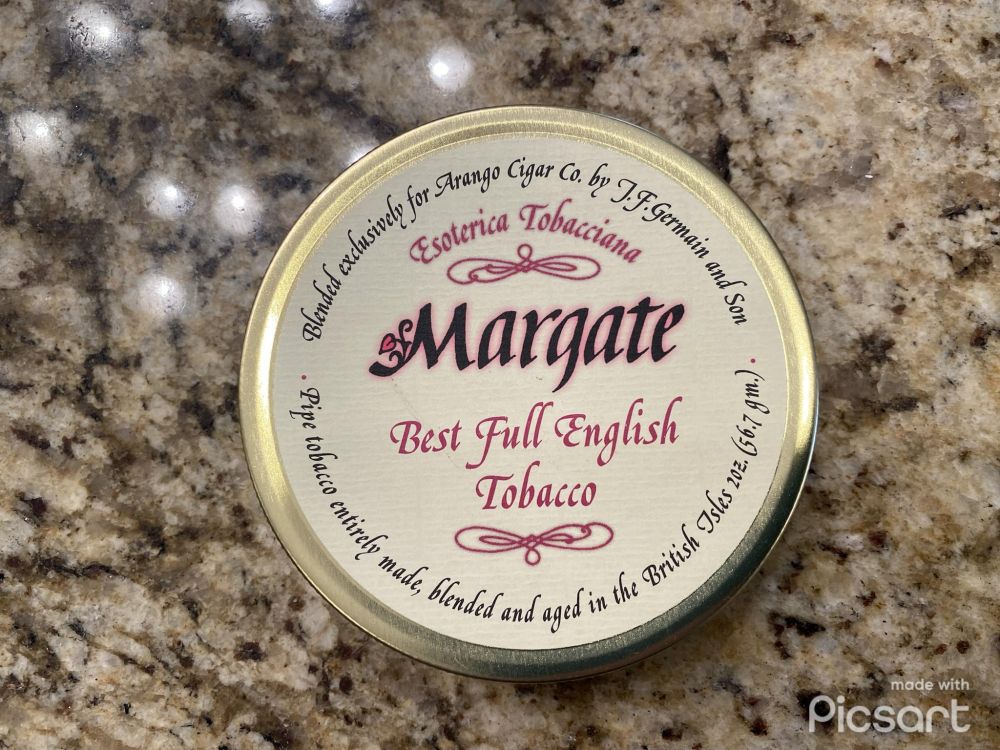 Blended exclusively for Arango Cigar Co. by J.F.Germain and Son
Esoterica Tobacciana
Margate
Best Full English
Tobacco
· Pipe tobacco entirely made, blended and aged in the British Isles 2oz. (56.7 gm.) ·
made with
Picsart